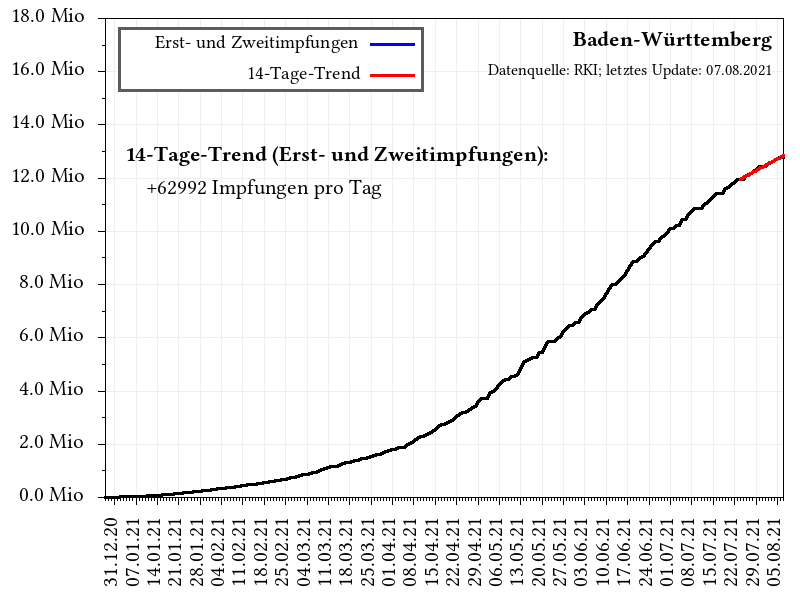 18.0 Mio
16.0 Mio
14.0 Mio
12.0 Mio
10.0 Mio
8.0 Mio
6.0 Mio
4.0 Mio
2.0 Mio
0.0 Mio
Erst- und Zweitimpfungen
14-Tage-Trend
Baden-Württemberg
Datenquelle: RKI; letztes Update: 07.08.2021
14-Tage-Trend (Erst- und Zweitimpfungen):
+62992 Impfungen pro Tag
31.12.20
07.01.21
14.01.21
21.01.21
28.01.21
04.02.21
11.02.21
18.02.21
25.02.21
04.03.21
11.03.21
18.03.21
25.03.21
01.04.21
08.04.21
15.04.21
22.04.21
29.04.21
06.05.21
13.05.21
20.05.21
27.05.21
03.06.21
10.06.21
17.06.21
24.06.21
01.07.21
08.07.21
15.07.21
22.07.21
29.07.21
05.08.21